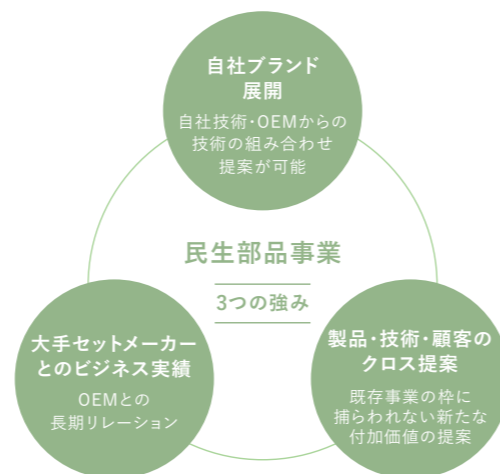 自社ブランド
展開
自社技術・OEMからの
技術の組み合わせ
提案が可能
民生部品事業
3つの強み
大手セットメーカー
とのビジネス実績
OEMとの
長期リレーション
製品・技術・顧客の
クロス提案
既存事業の枠に
捕らわれない新たな
付加価値の提案